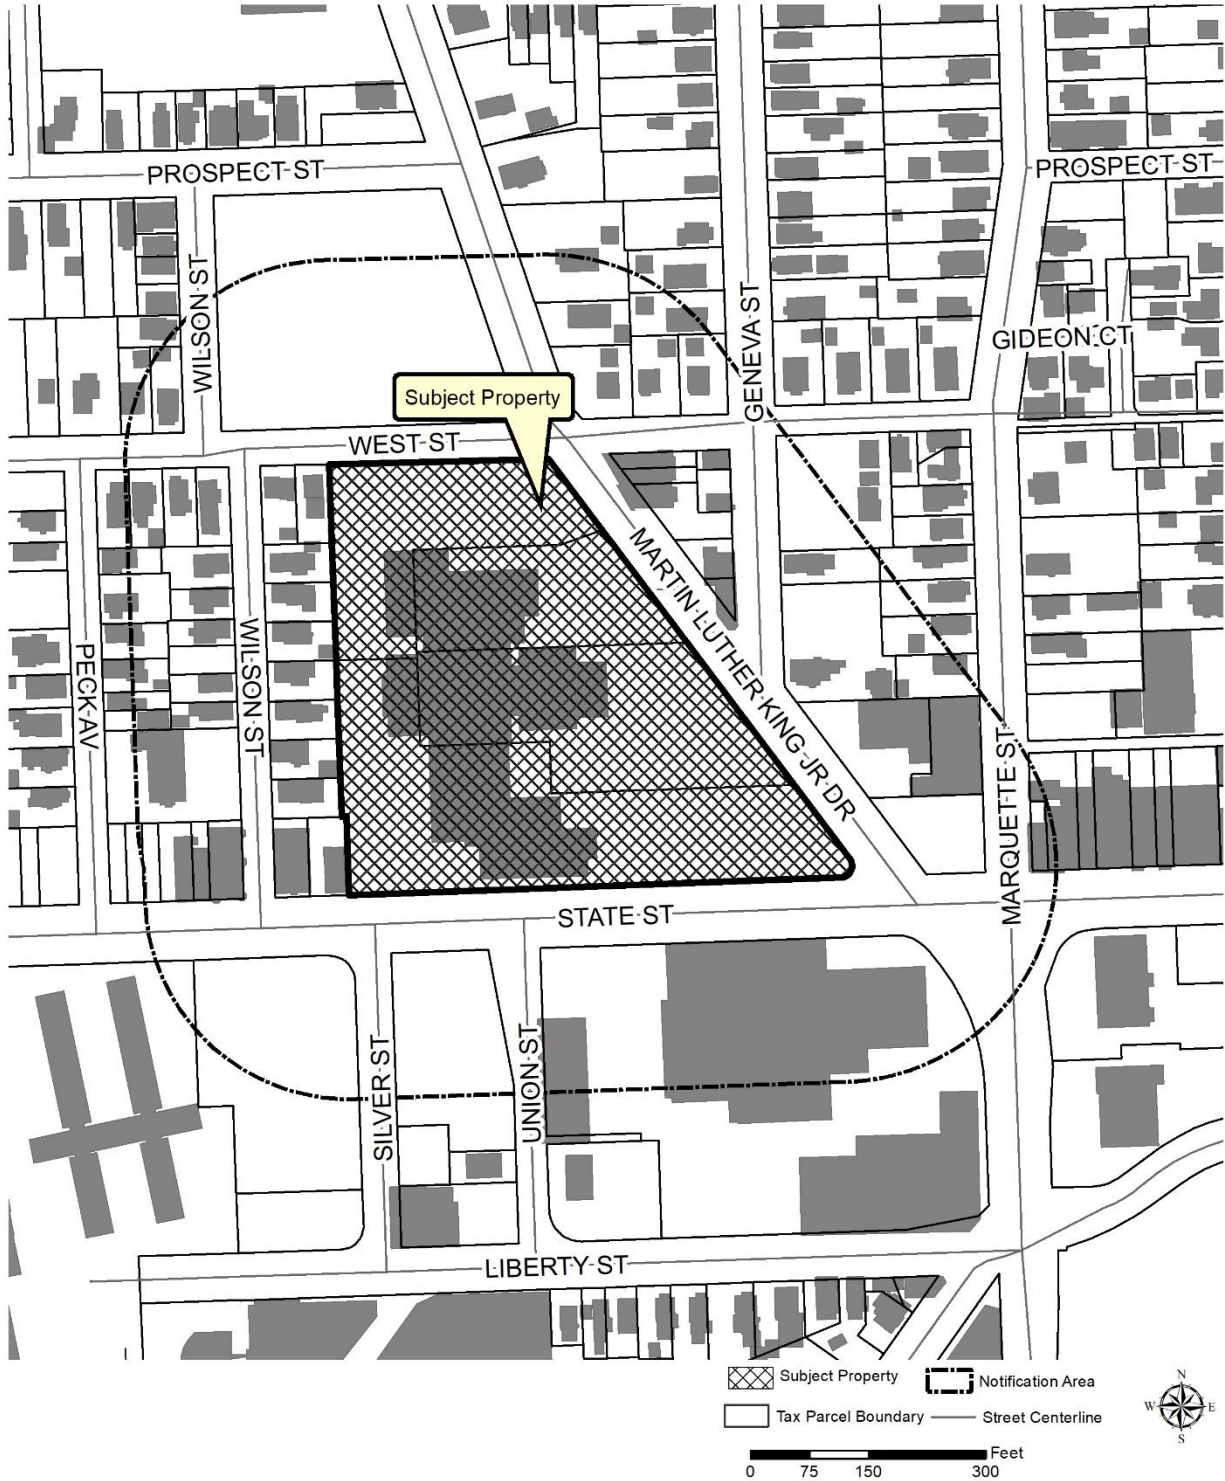 PROSPECT ST
PROSPECT ST
WILSON ST
GENEVA ST
GIDEON CT
Subject Property
WEST ST
MARTIN LUTHER KING JR DR
PECK AV
WILSON ST
MARQUETTE ST
STATE ST
SILVER ST
UNION ST
LIBERTY ST
Subject Property
Notification Area
Tax Parcel Boundary
Street Centerline
N
W
E
S
Feet
0 75 150 300